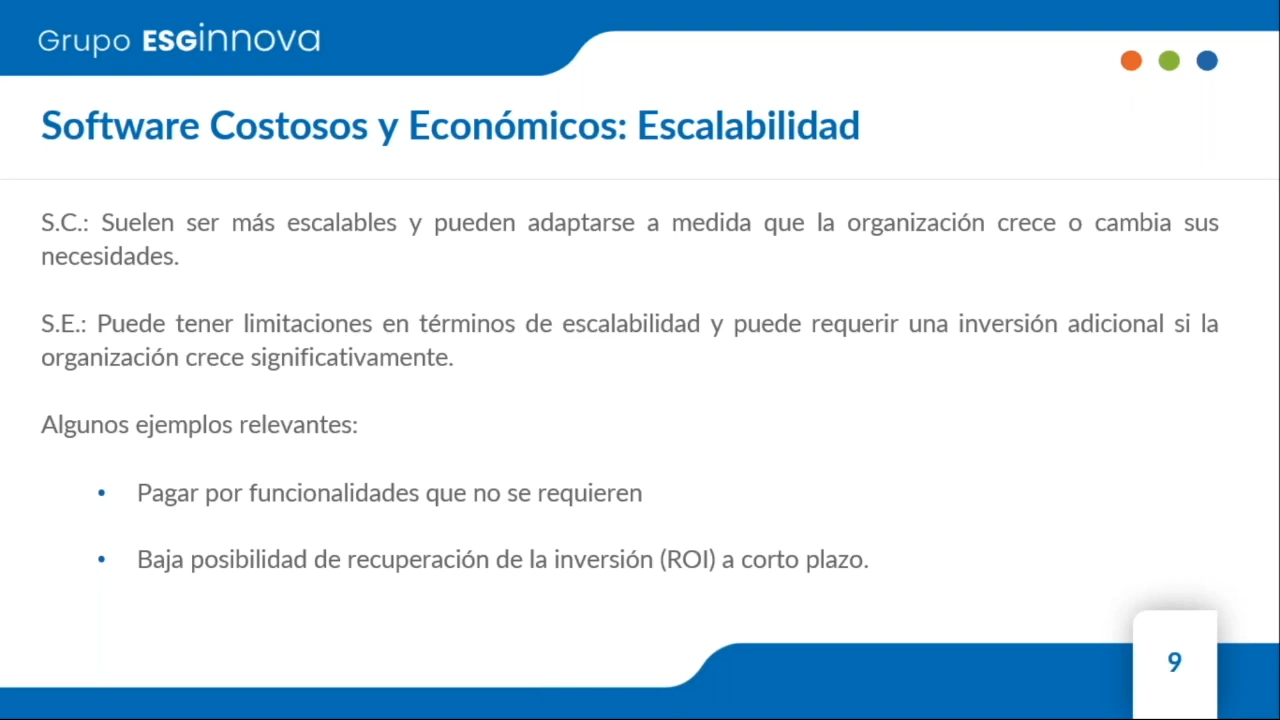 Grupo ESGinnova
Software Costosos y Económicos: Escalabilidad
S.C.: Suelen ser más escalables y pueden adaptarse a medida que la organización crece o cambia sus
necesidades.
S.E.: Puede tener limitaciones en términos de escalabilidad y puede requerir una inversión adicional si la
organización crece significativamente.
Algunos ejemplos relevantes:
• Pagar por funcionalidades que no se requieren
• Baja posibilidad de recuperación de la inversión (ROI) a corto plazo.
9